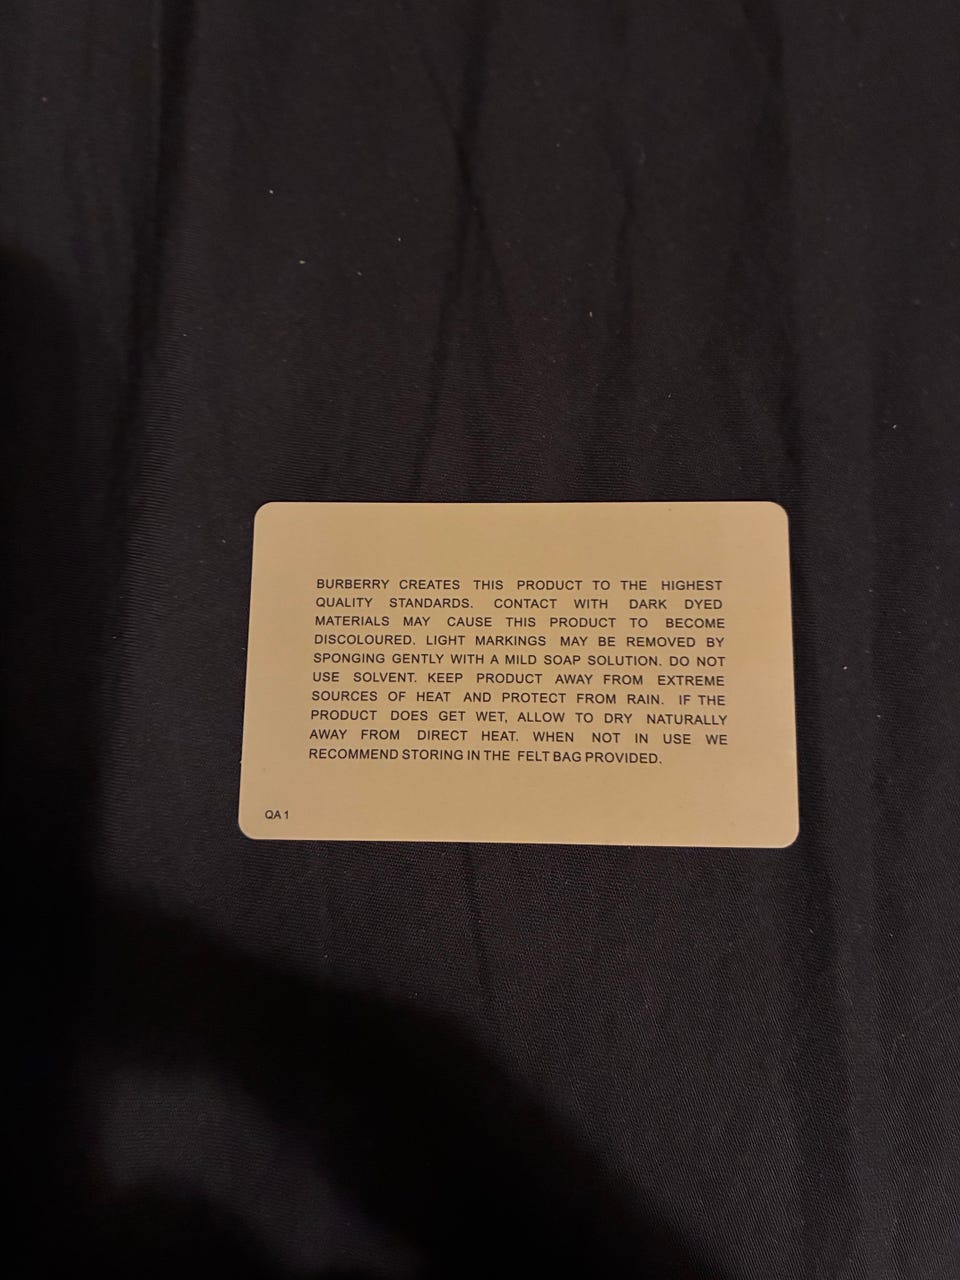 BURBERRY CREATES THIS PRODUCT TO THE HIGHEST
QUALITY STANDARDS. CONTACT WITH DARK DYED
MATERIALS MAY CAUSE THIS PRODUCT TO BECOME
DISCOLOURED. LIGHT MARKINGS MAY BE REMOVED BY
SPONGING GENTLY WITH A MILD SOAP SOLUTION. DO NOT
USE SOLVENT. KEEP PRODUCT AWAY FROM EXTREME
SOURCES OF HEAT AND PROTECT FROM RAIN. IF THE
PRODUCT DOES GET WET, ALLOW TO DRY NATURALLY
AWAY FROM DIRECT HEAT. WHEN NOT IN USE WE
RECOMMEND STORING IN THE FELT BAG PROVIDED.
QA 1